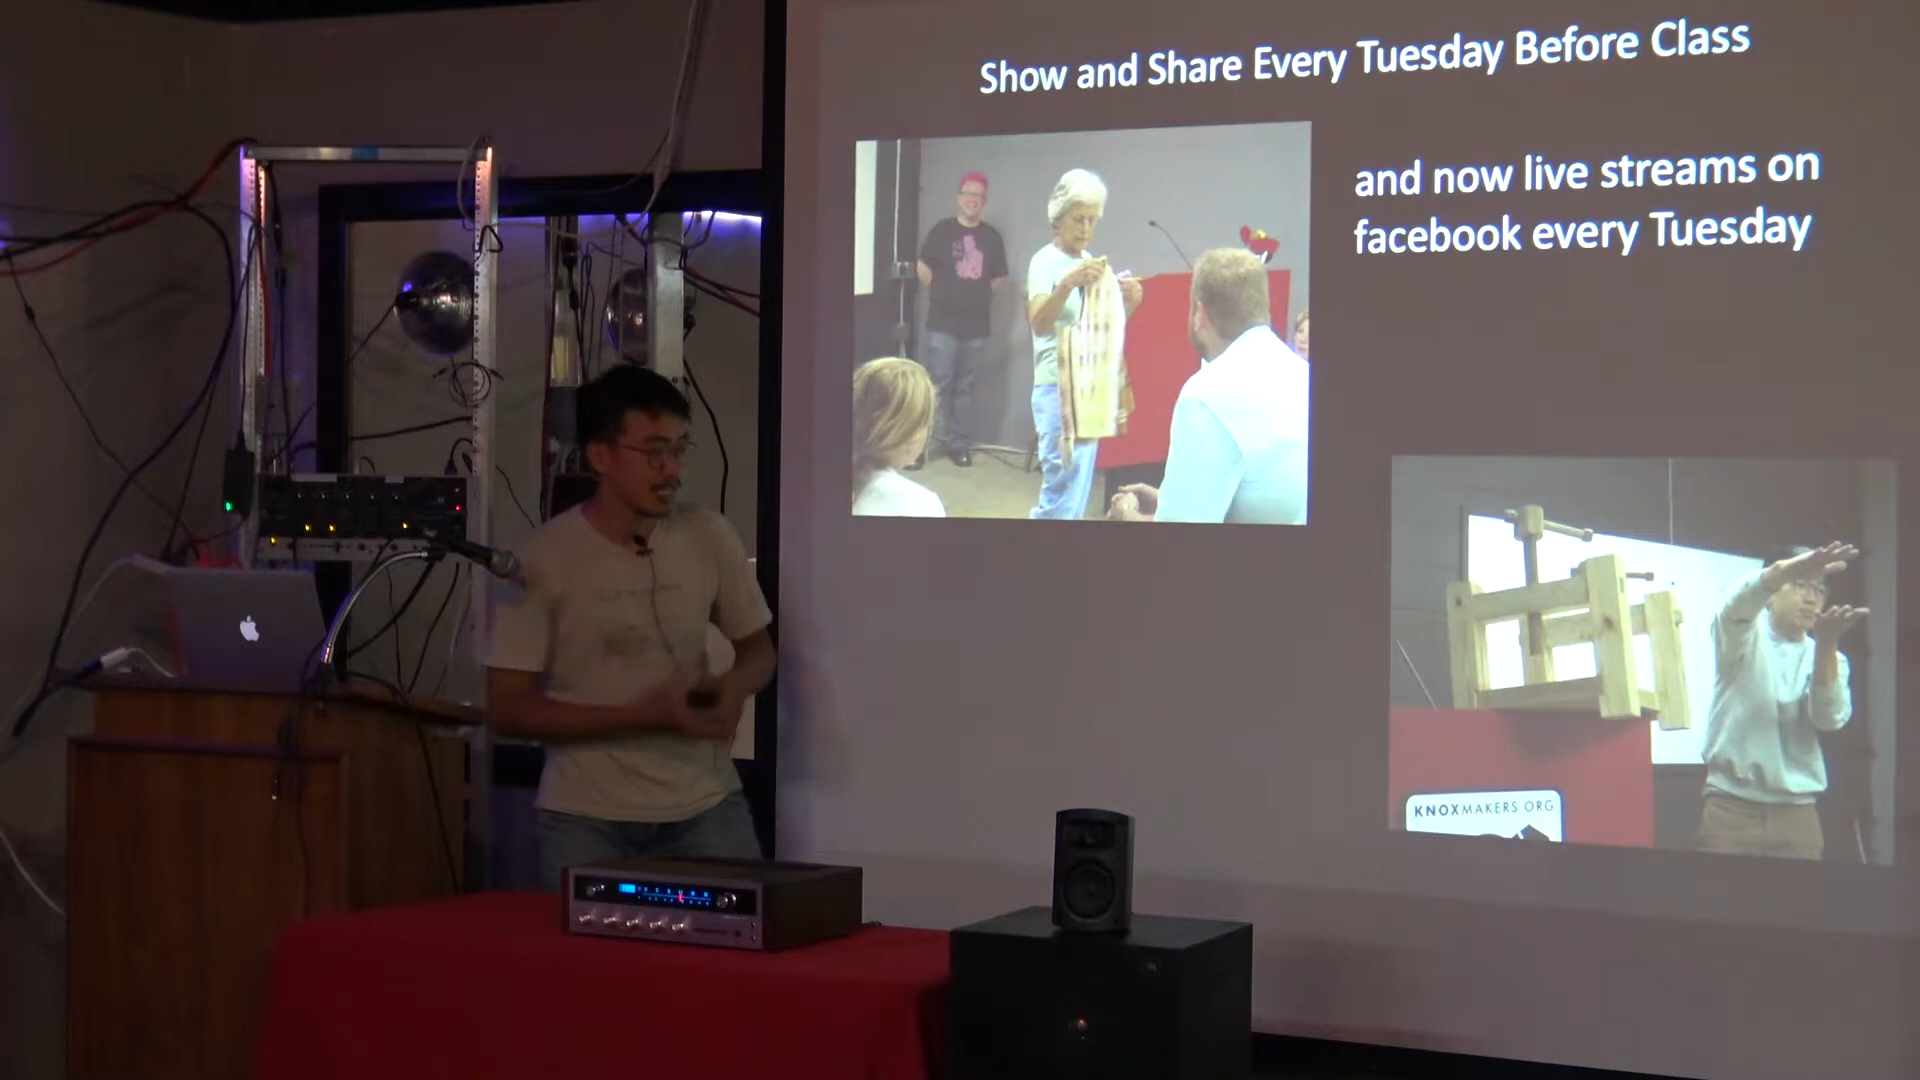 Show and Share Every Tuesday Before Class
and now live streams on
facebook every Tuesday
KNOXMAKERS.ORG